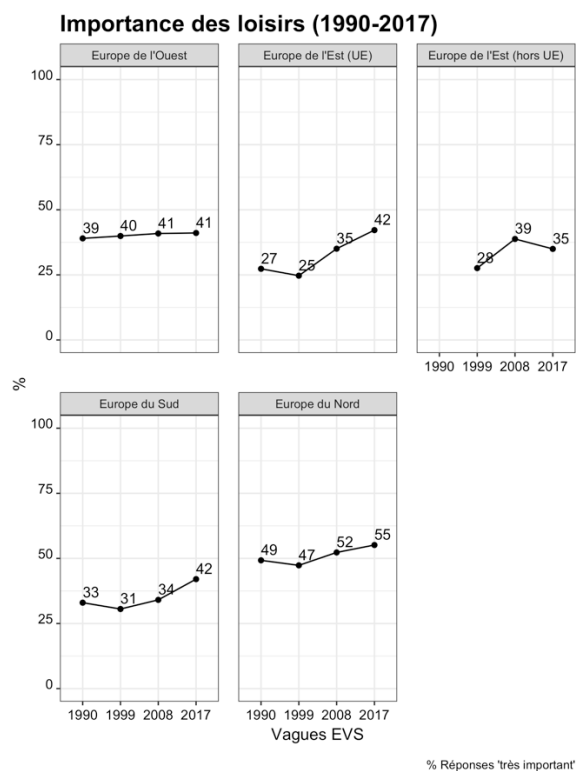 Importance des loisirs (1990-2017)
Europe de l'Ouest Europe de l'Est (UE) Europe de l'Est (hors UE)
100
75
50
25
0
39 40 41 41
27 25 35 42
28 39 35
1990 1999 2008 2017
%
Europe du Sud Europe du Nord
100
75
50
25
0
33 31 34 42
49 47 52 55
1990 1999 2008 2017 1990 1999 2008 2017
Vagues EVS
% Réponses 'très important'